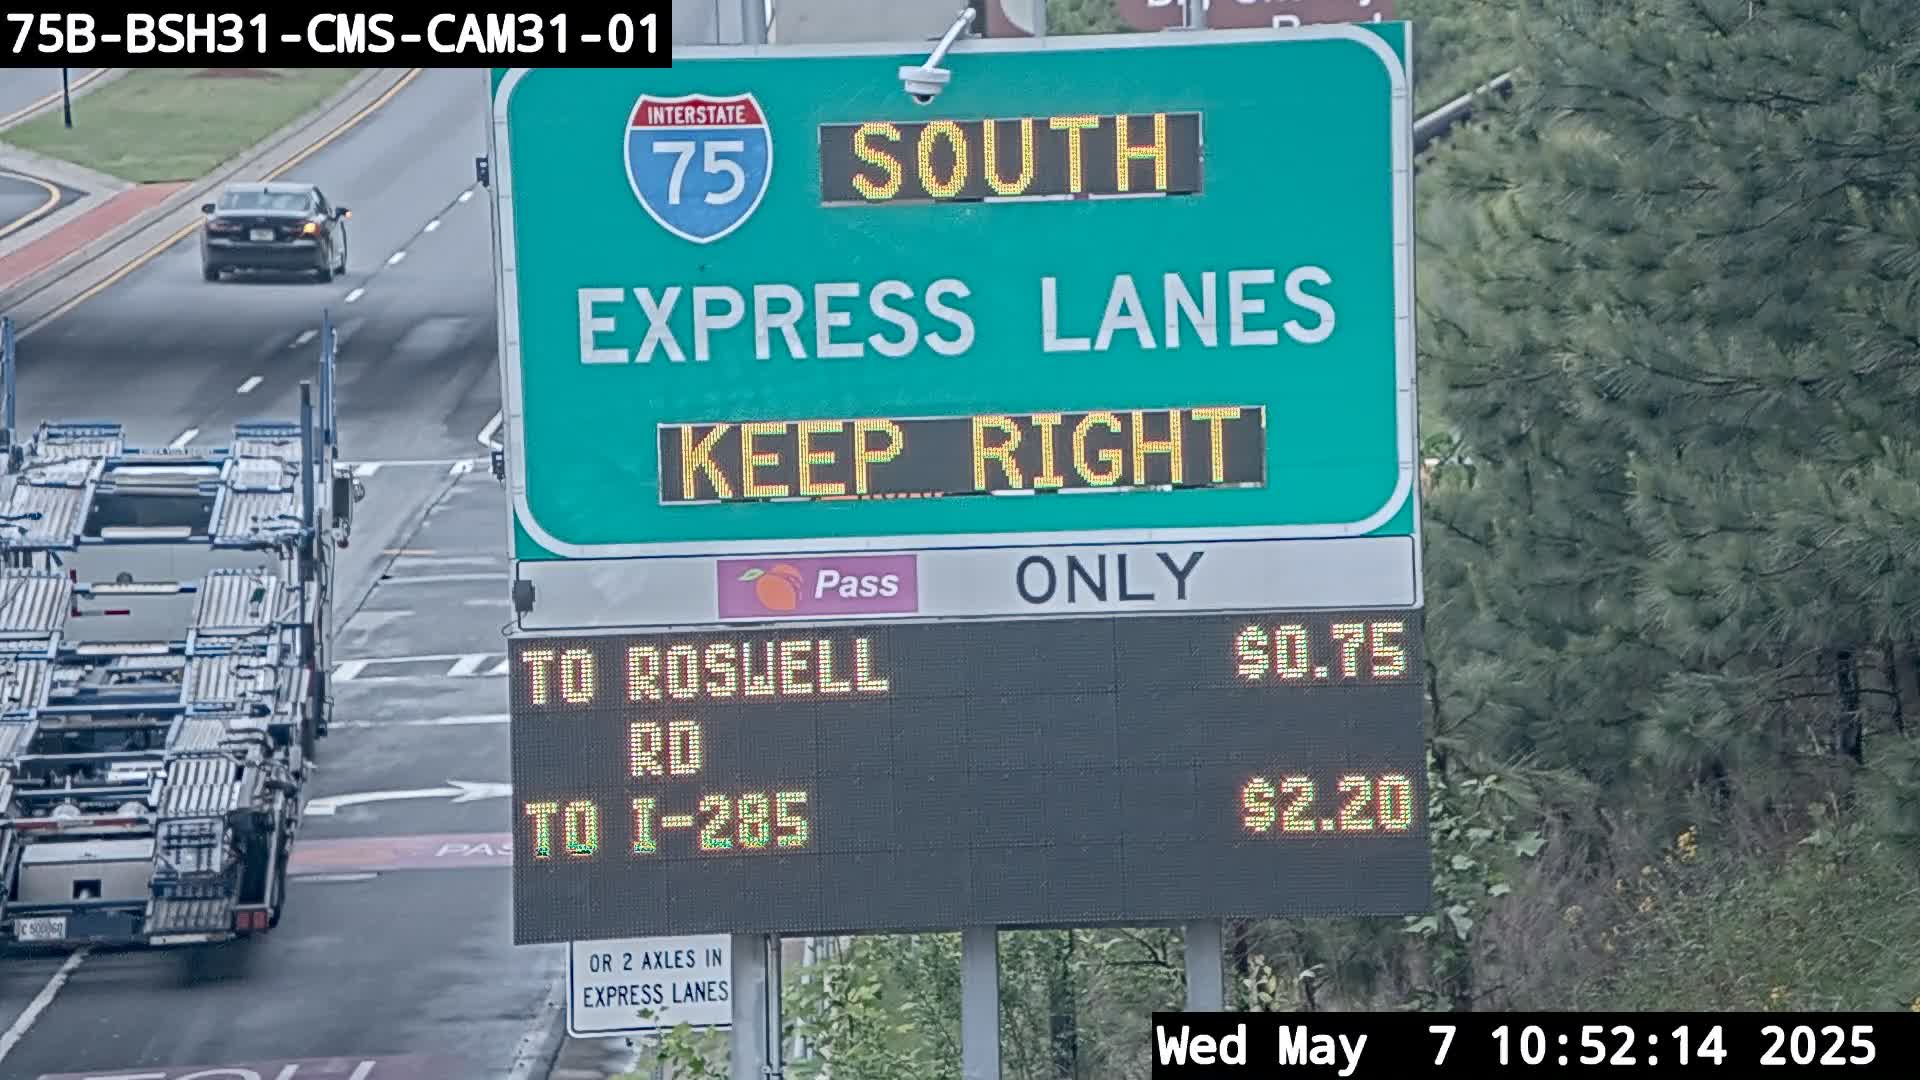 75B-BSH31-CMS-CAM31-01
INTERSTATE
75
SOUTH
EXPRESS LANES
KEEP RIGHT
Pass ONLY
TO ROSWELL $0.75
RD
TO I-285 $2.20
OR 2 AXLES IN
EXPRESS LANES
Wed May 7 10:52:14 2025